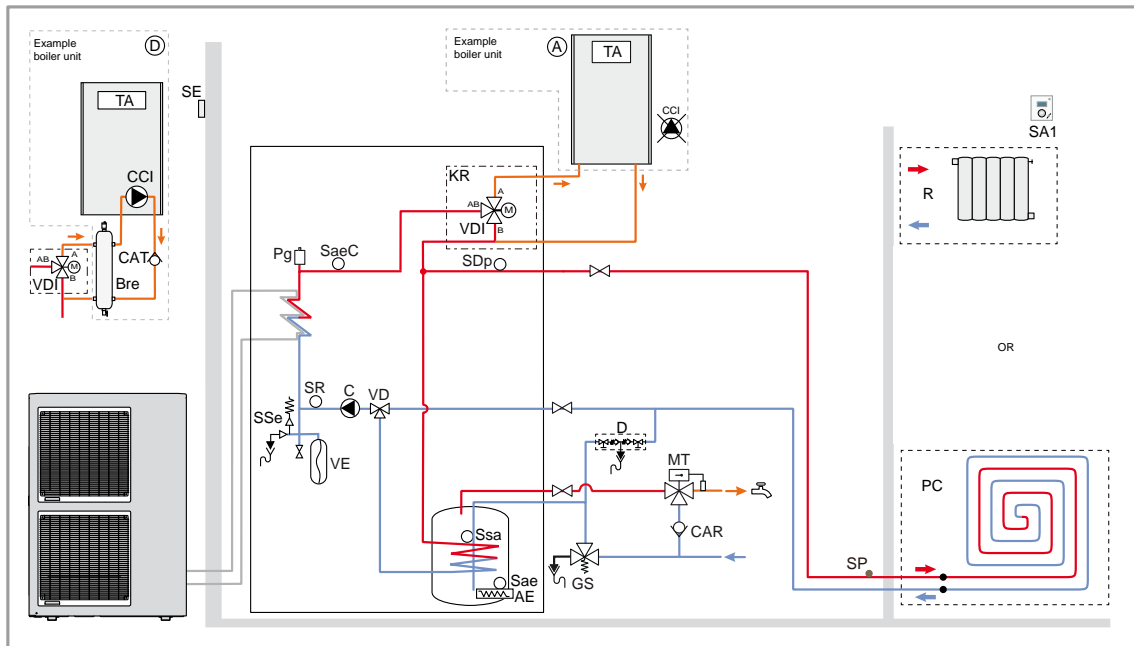 Example
boiler unit
D
TA
SE
CCI
CAT
AB
A
M
B
VDI
Bre
Example
boiler unit
A
TA
CCI
KR
A
AB
M
VDI
B
Pg
SaeC
SDp
SA1
R
OR
SR
C
VD
SSe
VE
D
MT
CAR
Ssa
Sae
AE
GS
SP
PC